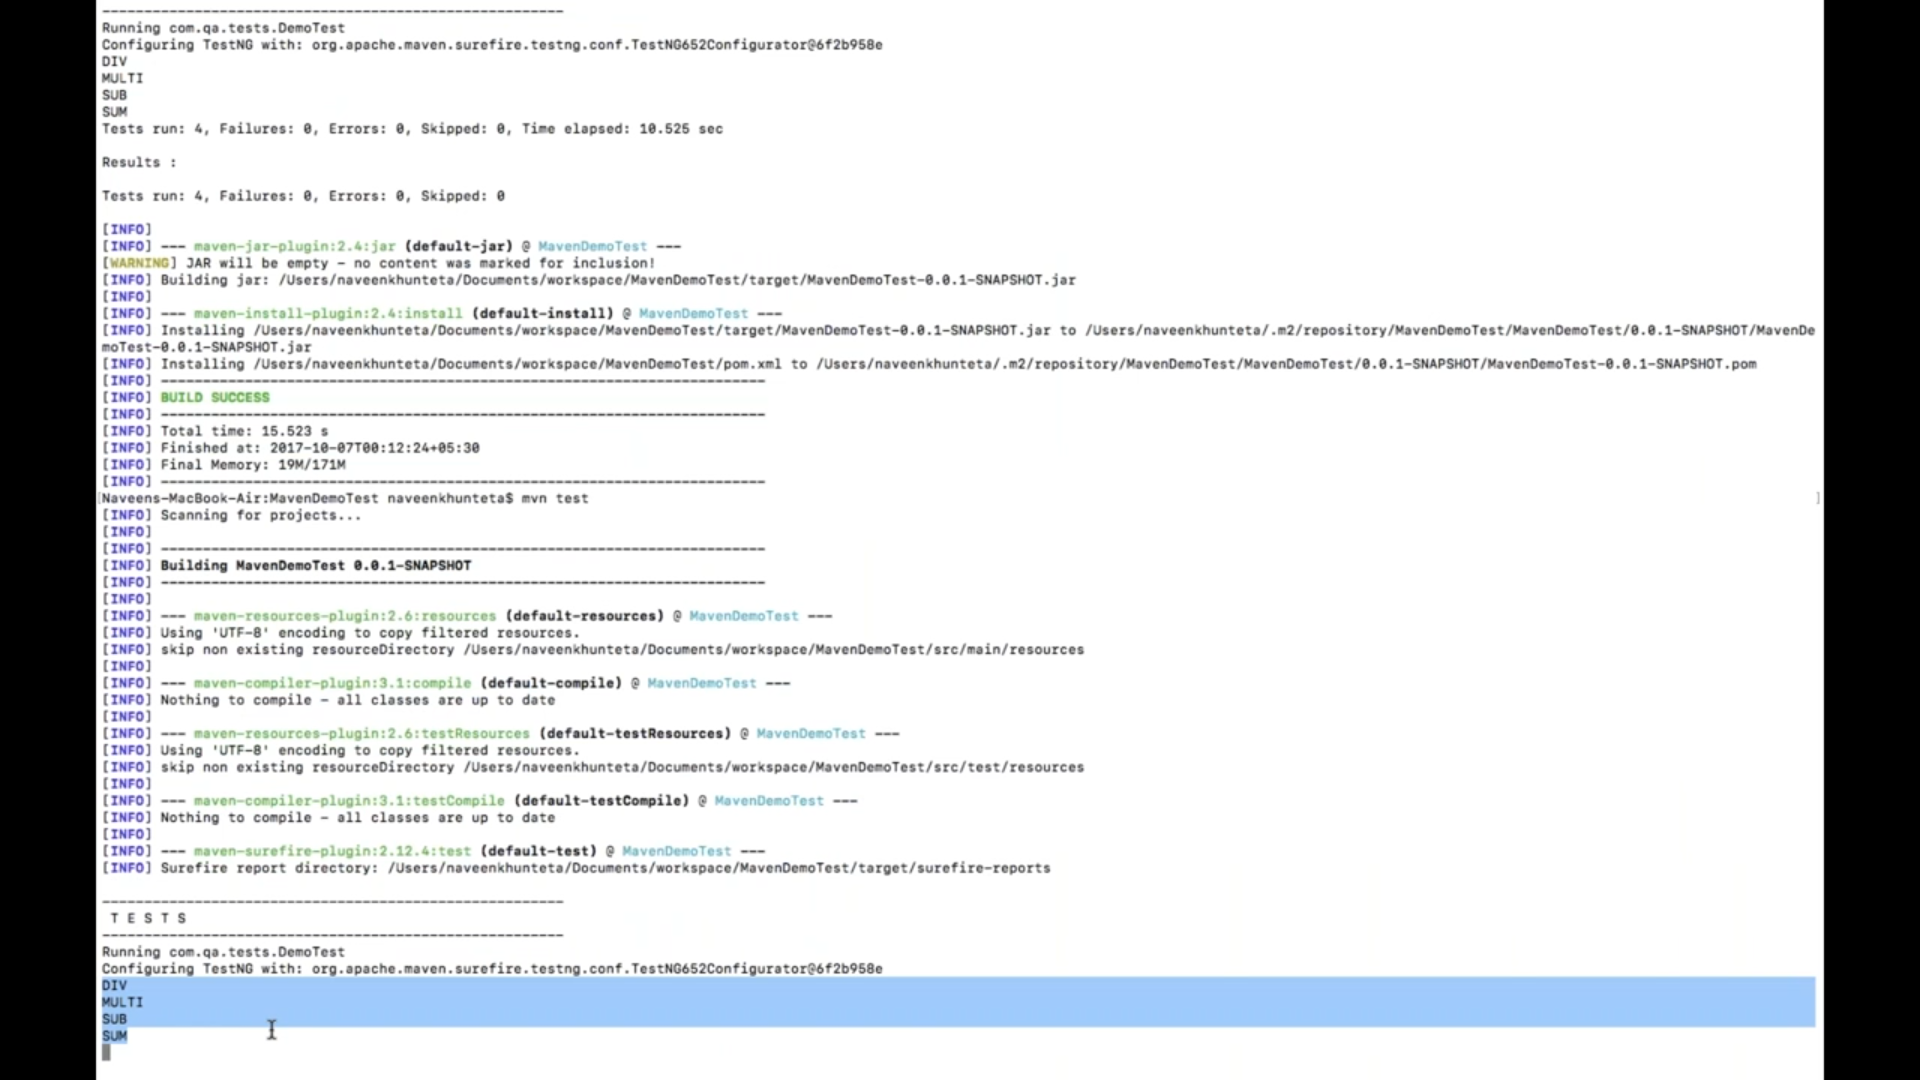 ------------------------------------------------------
Running com.qa.tests.DemoTest
Configuring TestNG with: org.apache.maven.surefire.testng.conf.TestNG652Configurator@6f2b958e
DIV
MULTI
SUB
SUM
Tests run: 4, Failures: 0, Errors: 0, Skipped: 0, Time elapsed: 10.525 sec
Results :
Tests run: 4, Failures: 0, Errors: 0, Skipped: 0
[INFO]
[INFO] --- maven-jar-plugin:2.4:jar (default-jar) @ MavenDemoTest ---
[WARNING] JAR will be empty - no content was marked for inclusion!
[INFO] Building jar: /Users/naveenkhunteta/Documents/workspace/MavenDemoTest/target/MavenDemoTest-0.0.1-SNAPSHOT.jar
[INFO]
[INFO] --- maven-install-plugin:2.4:install (default-install) @ MavenDemoTest ---
[INFO] Installing /Users/naveenkhunteta/Documents/workspace/MavenDemoTest/target/MavenDemoTest-0.0.1-SNAPSHOT.jar to /Users/naveenkhunteta/.m2/repository/MavenDemoTest/MavenDemoTest/0.0.1-SNAPSHOT/MavenDe
moTest-0.0.1-SNAPSHOT.jar
[INFO] Installing /Users/naveenkhunteta/Documents/workspace/MavenDemoTest/pom.xml to /Users/naveenkhunteta/.m2/repository/MavenDemoTest/MavenDemoTest/0.0.1-SNAPSHOT/MavenDemoTest-0.0.1-SNAPSHOT.pom
[INFO] ------------------------------------------------------------------------
[INFO] BUILD SUCCESS
[INFO] ------------------------------------------------------------------------
[INFO] Total time: 15.523 s
[INFO] Finished at: 2017-10-07T00:12:24+05:30
[INFO] Final Memory: 19M/171M
[INFO] ------------------------------------------------------------------------
[Naveens-MacBook-Air:MavenDemoTest naveenkhunteta$ mvn test ]
[INFO] Scanning for projects...
[INFO]
[INFO] ------------------------------------------------------------------------
[INFO] Building MavenDemoTest 0.0.1-SNAPSHOT
[INFO] ------------------------------------------------------------------------
[INFO]
[INFO] --- maven-resources-plugin:2.6:resources (default-resources) @ MavenDemoTest ---
[INFO] Using 'UTF-8' encoding to copy filtered resources.
[INFO] skip non existing resourceDirectory /Users/naveenkhunteta/Documents/workspace/MavenDemoTest/src/main/resources
[INFO]
[INFO] --- maven-compiler-plugin:3.1:compile (default-compile) @ MavenDemoTest ---
[INFO] Nothing to compile - all classes are up to date
[INFO]
[INFO] --- maven-resources-plugin:2.6:testResources (default-testResources) @ MavenDemoTest ---
[INFO] Using 'UTF-8' encoding to copy filtered resources.
[INFO] skip non existing resourceDirectory /Users/naveenkhunteta/Documents/workspace/MavenDemoTest/src/test/resources
[INFO]
[INFO] --- maven-compiler-plugin:3.1:testCompile (default-testCompile) @ MavenDemoTest ---
[INFO] Nothing to compile - all classes are up to date
[INFO]
[INFO] --- maven-surefire-plugin:2.12.4:test (default-test) @ MavenDemoTest ---
[INFO] Surefire report directory: /Users/naveenkhunteta/Documents/workspace/MavenDemoTest/target/surefire-reports
-------------------------------------------------------
T E S T S
-------------------------------------------------------
Running com.qa.tests.DemoTest
Configuring TestNG with: org.apache.maven.surefire.testng.conf.TestNG652Configurator@6f2b958e
DIV
MULTI
SUB
SUM